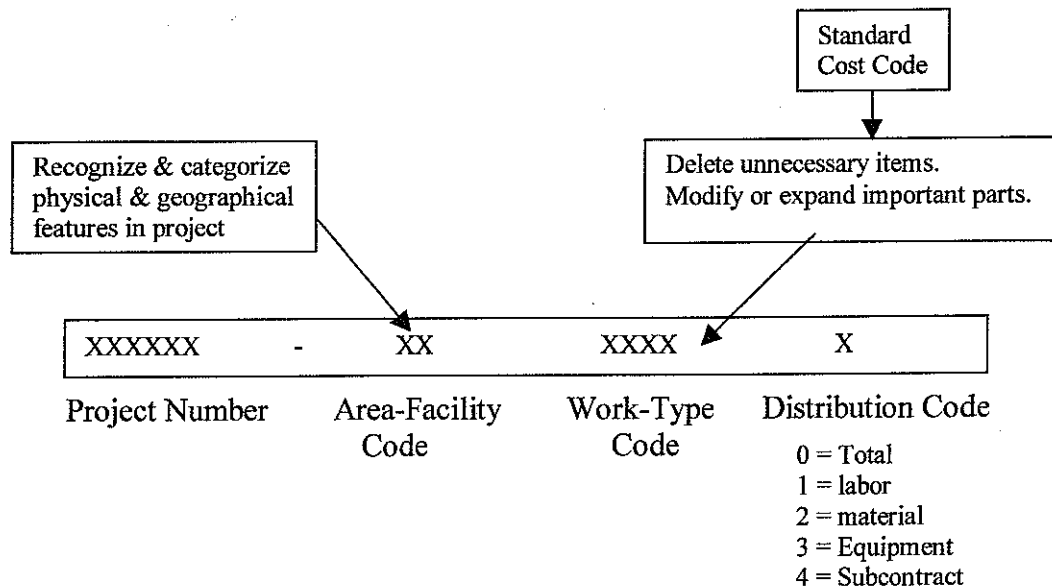 Standard
Cost Code
Recognize & categorize
physical & geographical
features in project
Delete unnecessary items.
Modify or expand important parts.
XXXXXX - XX XXXX X
Project Number
Area-Facility
Code
Work-Type
Code
Distribution Code
0 = Total
1 = labor
2 = material
3 = Equipment
4 = Subcontract